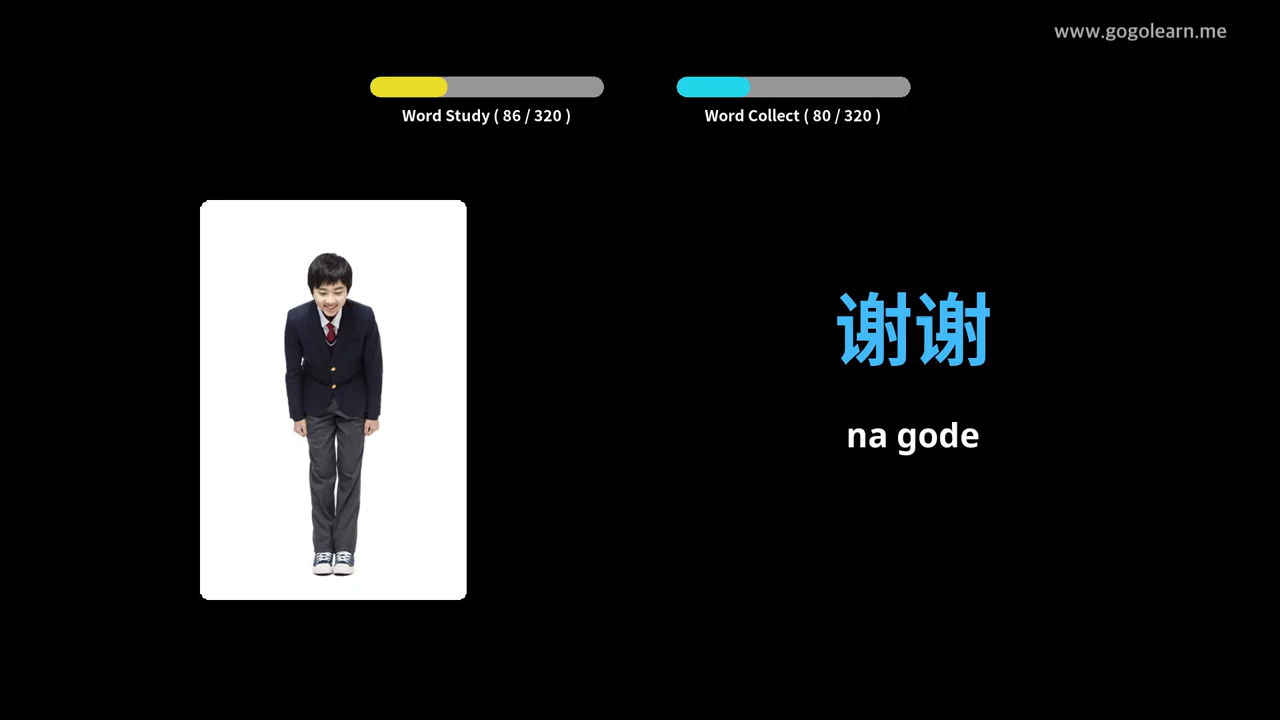 www.gogolearn.me
Word Study ( 86 / 320 )
Word Collect ( 80 / 320 )
谢谢
na gode